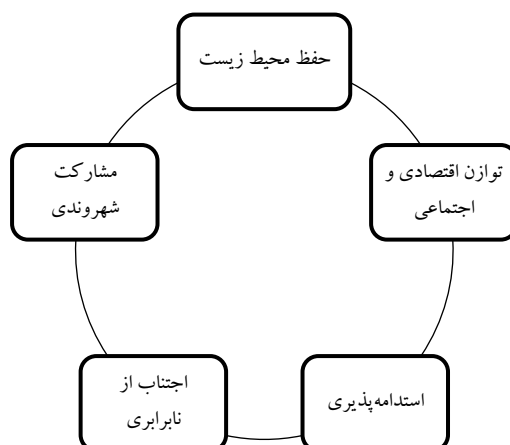 حفظ محیط زیست
توازن اقتصادی و
اجتماعی
مشارکت
شهروندی
استدامه‌پذیری
اجتناب از
نابرابری